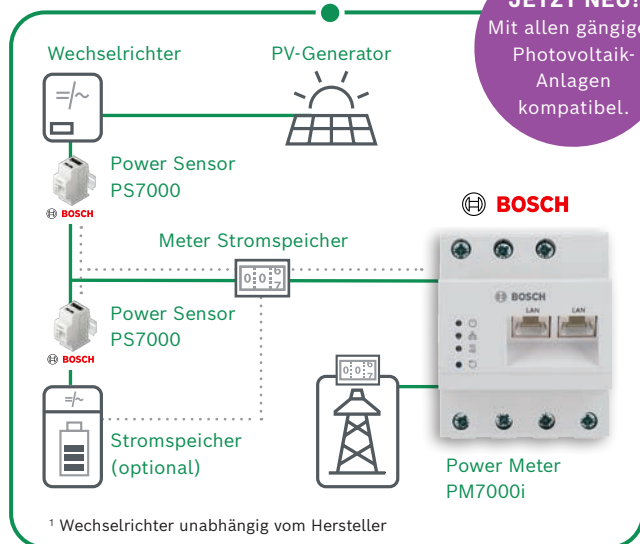 JETZT NEU!
Mit allen gängige
Photovoltaik-
Anlagen
kompatibel.
Wechselrichter
PV-Generator
=/~
Power Sensor
PS7000
BOSCH
BOSCH
Meter Stromspeicher
BOSCH
LAN
LAN
Power Sensor
PS7000
BOSCH
=/~
Stromspeicher
(optional)
Power Meter
PM7000i
¹ Wechselrichter unabhängig vom Hersteller